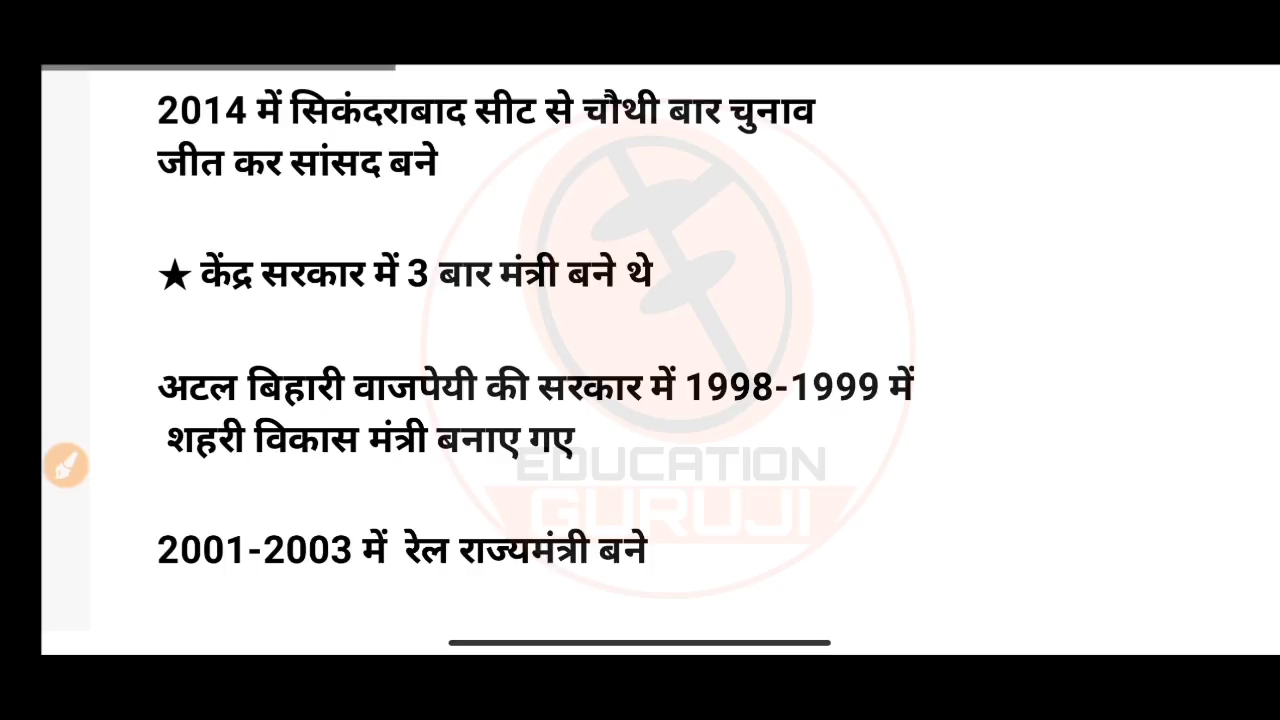 2014 में सिकंदराबाद सीट से चौथी बार चुनाव
जीत कर सांसद बने
★ केंद्र सरकार में 3 बार मंत्री बने थे
अटल बिहारी वाजपेयी की सरकार में 1998-1999 में
शहरी विकास मंत्री बनाए गए
EDUCATION
GURUJI
2001-2003 में रेल राज्यमंत्री बने